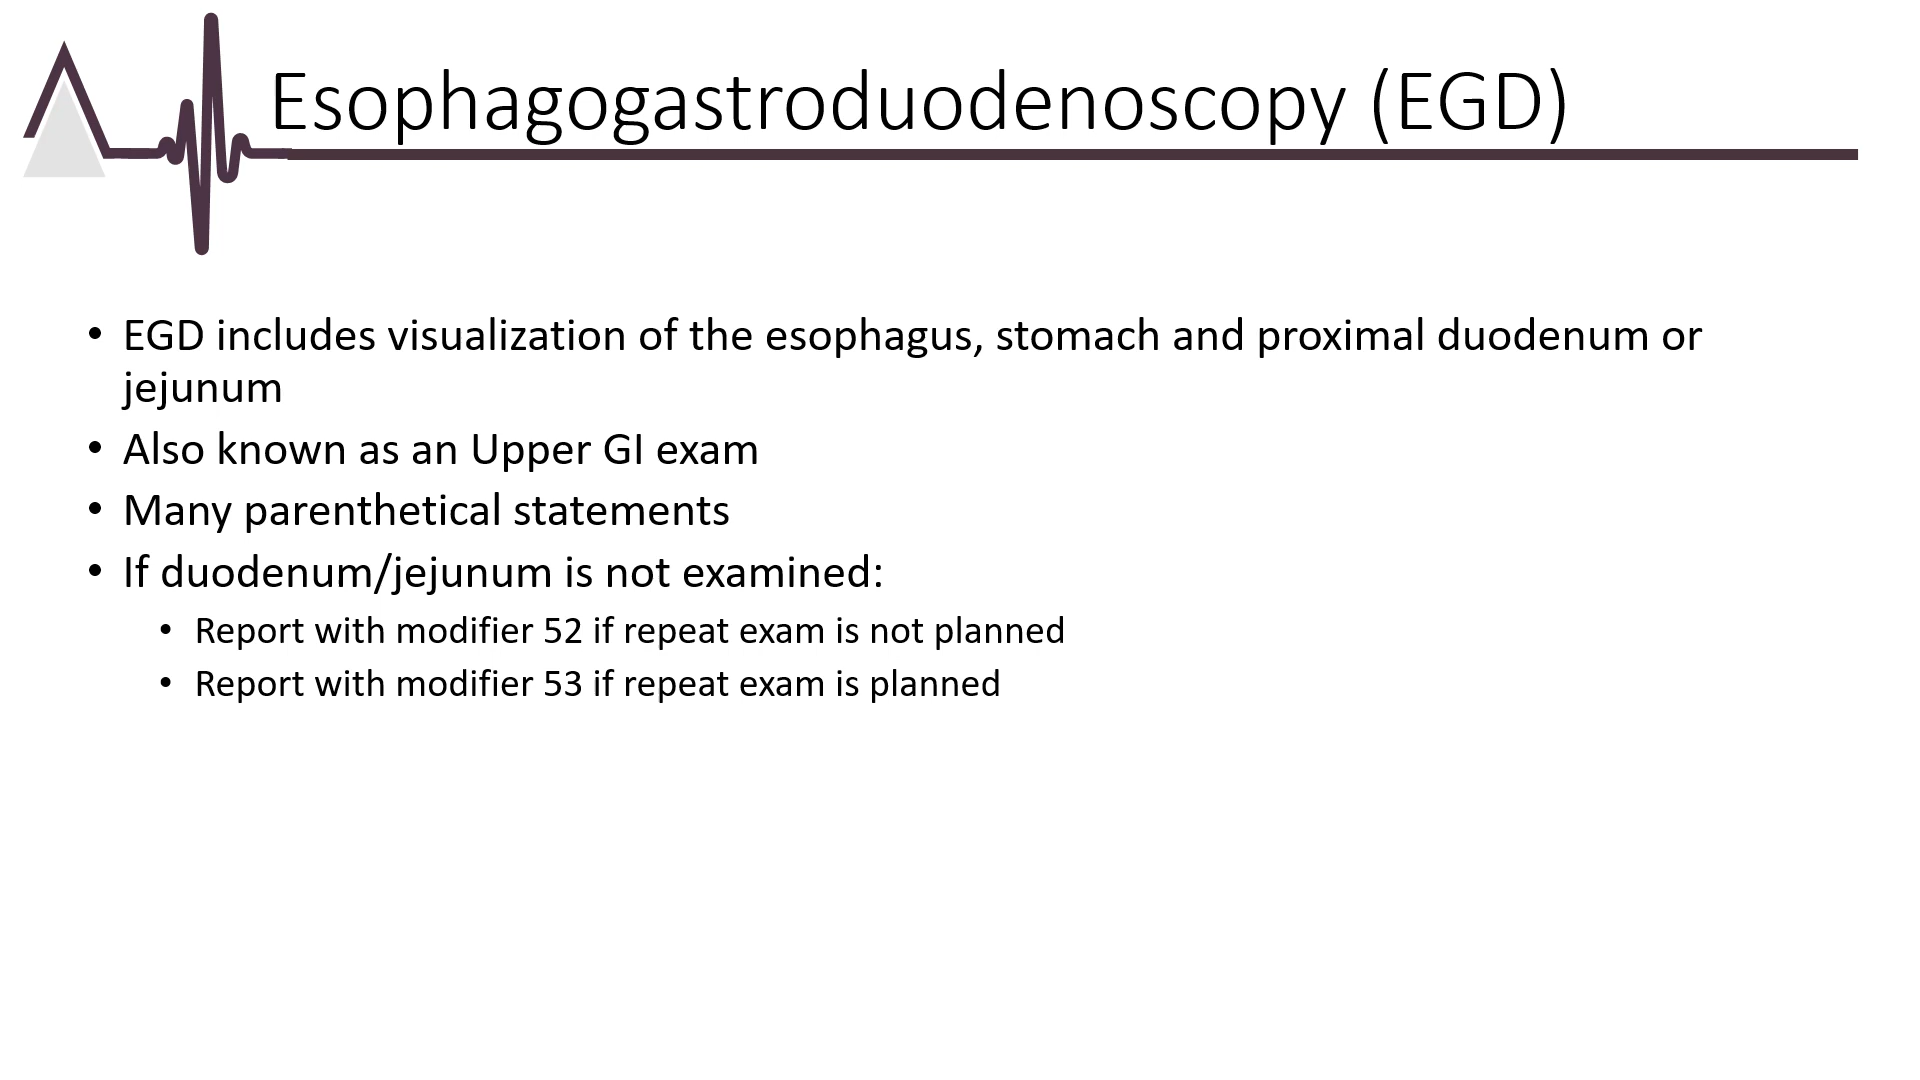 Esophagogastroduodenoscopy (EGD)
• EGD includes visualization of the esophagus, stomach and proximal duodenum or
jejunum
• Also known as an Upper GI exam
• Many parenthetical statements
• If duodenum/jejunum is not examined:
• Report with modifier 52 if repeat exam is not planned
• Report with modifier 53 if repeat exam is planned